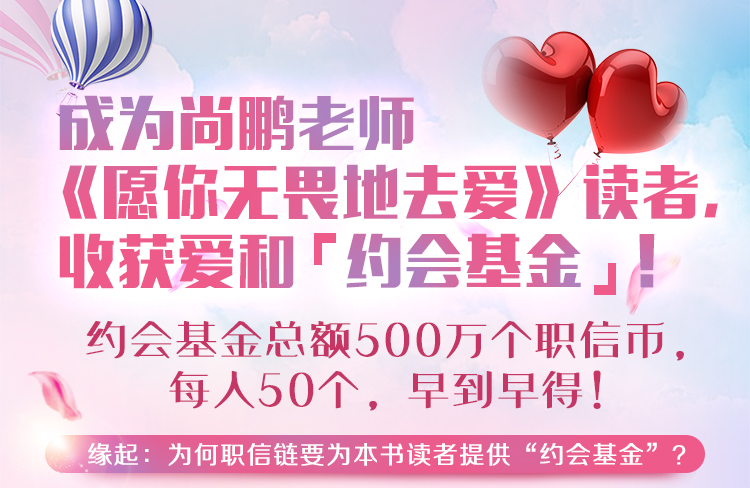 成为尚鹏老师
《愿你无畏地去爱》读者,
收获爱和「约会基金」!
约会基金总额500万个职信币,
每人50个, 早到早得!
缘起：为何职信链要为本书读者提供“约会基金”?